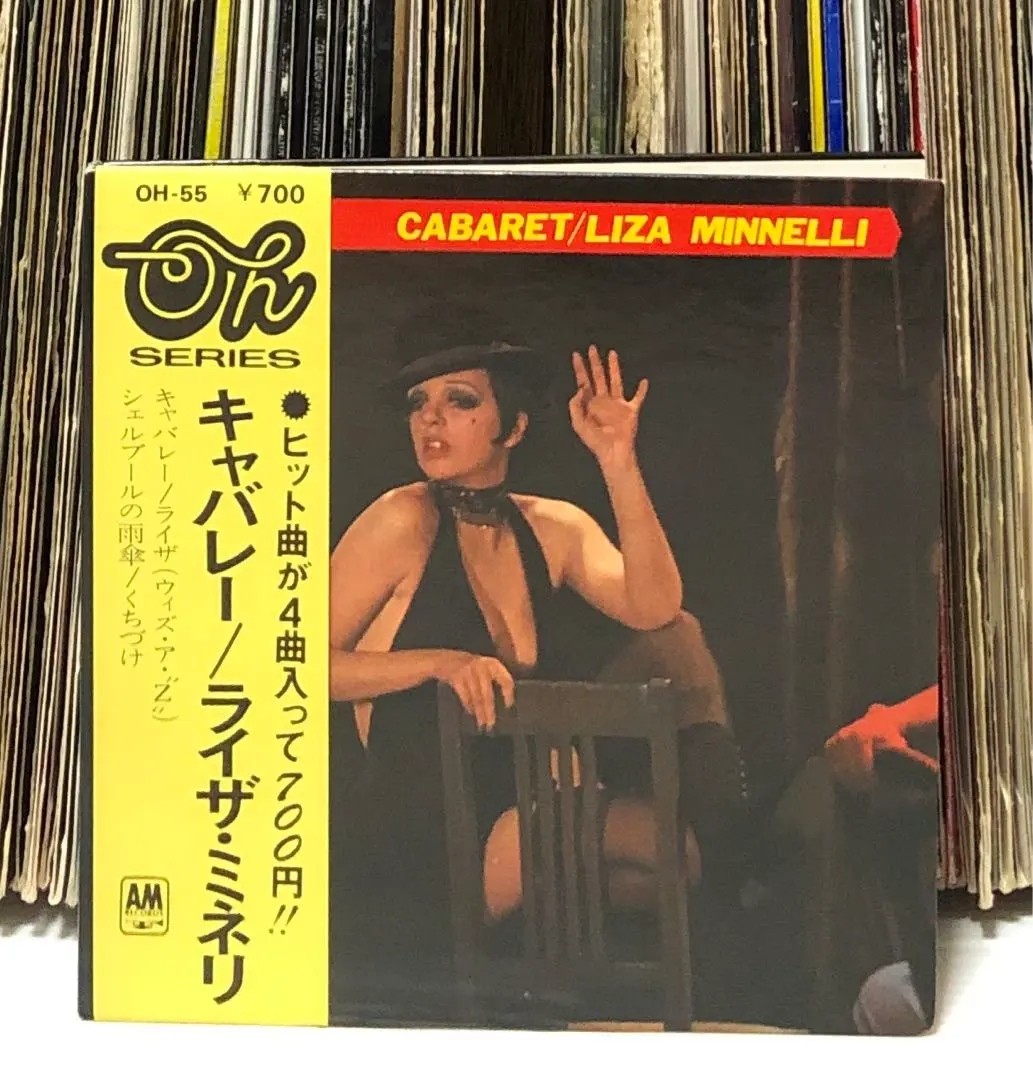 OH-55 ¥700
Oh
SERIES
CABARET/LIZA MINNELLI
●ヒット曲が4曲入って700円!!
キャバレー/ライザ・ミネリ
キャバレー/ライザ(ウィズ・ア・"Z")
シェルブールの雨傘/くちづけ
AM
RECORDS